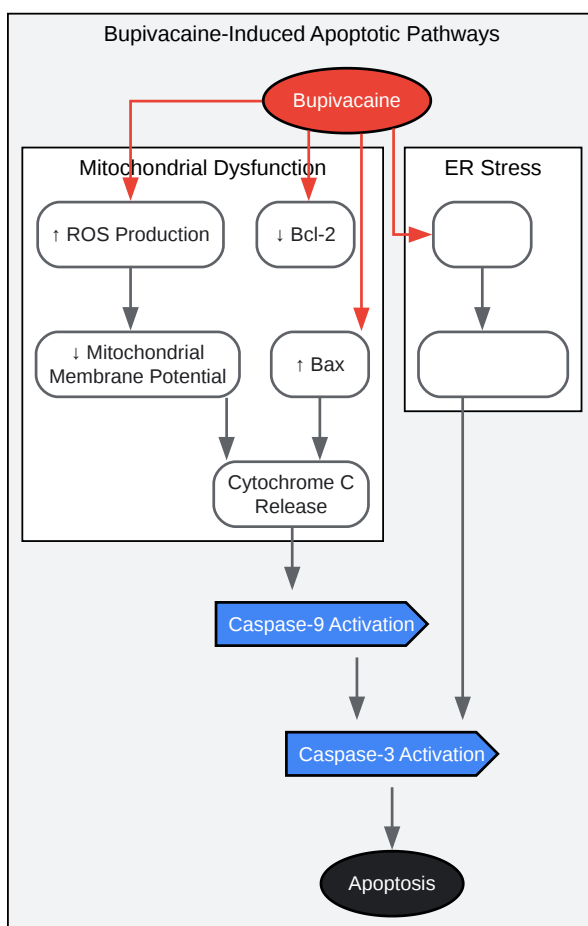 Bupivacaine-Induced Apoptotic Pathways
Bupivacaine
Mitochondrial Dysfunction
ER Stress
↑ ROS Production
↓ Bcl-2
↓ Mitochondrial
Membrane Potential
↑ Bax
Cytochrome C
Release
Caspase-9 Activation
Caspase-3 Activation
Apoptosis